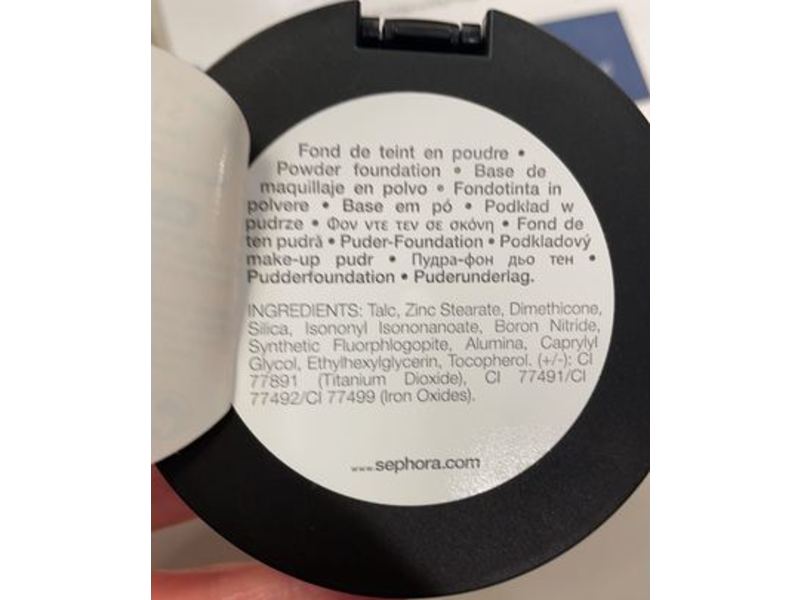 Fond de teint en poudre •
Powder foundation • Base de
maquillaje en polvo • Fondotinta in
polvere • Base em pó • Podklad w
pudrze • Φον ντε τεν σε σκόνη • Fond de
ten pudră • Puder-Foundation • Podkladový
make-up pudr • Пудра-фон дьо тен •
Pudderfoundation • Puderunderlag.
INGREDIENTS: Talc, Zinc Stearate, Dimethicone,
Silica, Isononyl Isononanoate, Boron Nitride,
Synthetic Fluorphlogopite, Alumina, Caprylyl
Glycol, Ethylhexylglycerin, Tocopherol. (+/-): CI
77891 (Titanium Dioxide), CI 77491/CI
77492/CI 77499 (Iron Oxides).
www.sephora.com